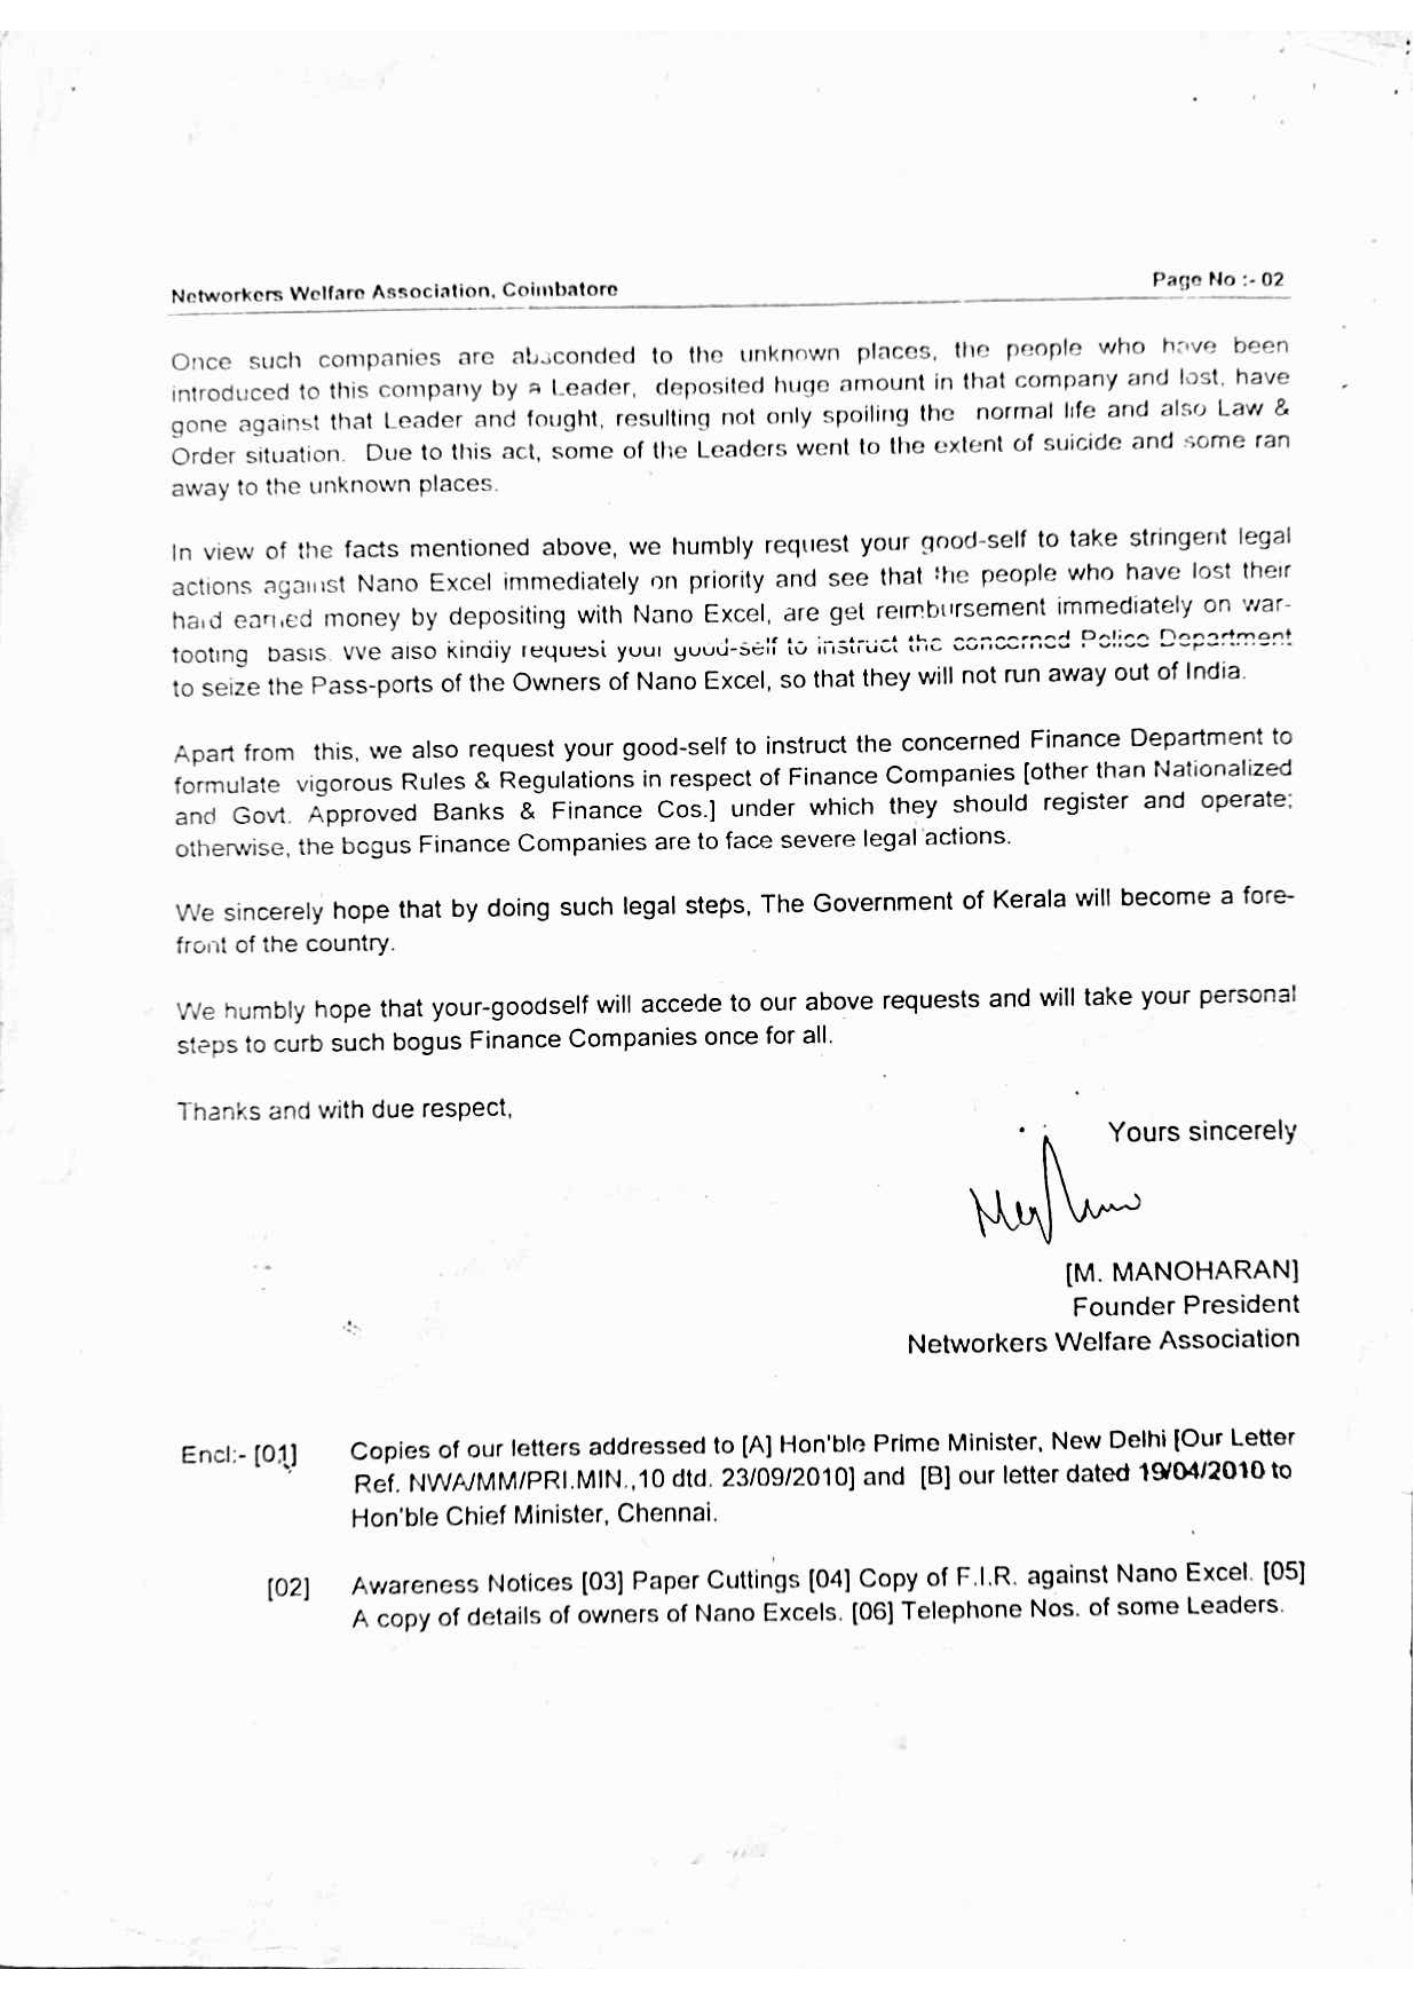 Networkers Welfare Association, Coimbatore
Page No :- 02
Once such companies are absconded to the unknown places, the people who have been
introduced to this company by a Leader, deposited huge amount in that company and lost, have
gone against that Leader and fought, resulting not only spoiling the normal life and also Law &
Order situation. Due to this act, some of the Leaders went to the extent of suicide and some ran
away to the unknown places.
In view of the facts mentioned above, we humbly request your good-self to take stringent legal
actions against Nano Excel immediately on priority and see that the people who have lost their
hard earned money by depositing with Nano Excel, are get reimbursement immediately on war-
footing basis. We also kindly request your good-self to instruct the concerned Police Department
to seize the Pass-ports of the Owners of Nano Excel, so that they will not run away out of India.
Apart from this, we also request your good-self to instruct the concerned Finance Department to
formulate vigorous Rules & Regulations in respect of Finance Companies [other than Nationalized
and Govt. Approved Banks & Finance Cos.] under which they should register and operate;
otherwise, the bogus Finance Companies are to face severe legal actions.
We sincerely hope that by doing such legal steps, The Government of Kerala will become a fore-
front of the country.
We humbly hope that your-goodself will accede to our above requests and will take your personal
steps to curb such bogus Finance Companies once for all.
Thanks and with due respect,
Yours sincerely
[M. MANOHARAN]
Founder President
Networkers Welfare Association
Encl:- [01] Copies of our letters addressed to [A] Hon'ble Prime Minister, New Delhi [Our Letter
Ref. NWA/MM/PRI.MIN.,10 dtd. 23/09/2010] and [B] our letter dated 19/04/2010 to
Hon'ble Chief Minister, Chennai.
[02] Awareness Notices [03] Paper Cuttings [04] Copy of F.I.R. against Nano Excel. [05]
A copy of details of owners of Nano Excels. [06] Telephone Nos. of some Leaders.